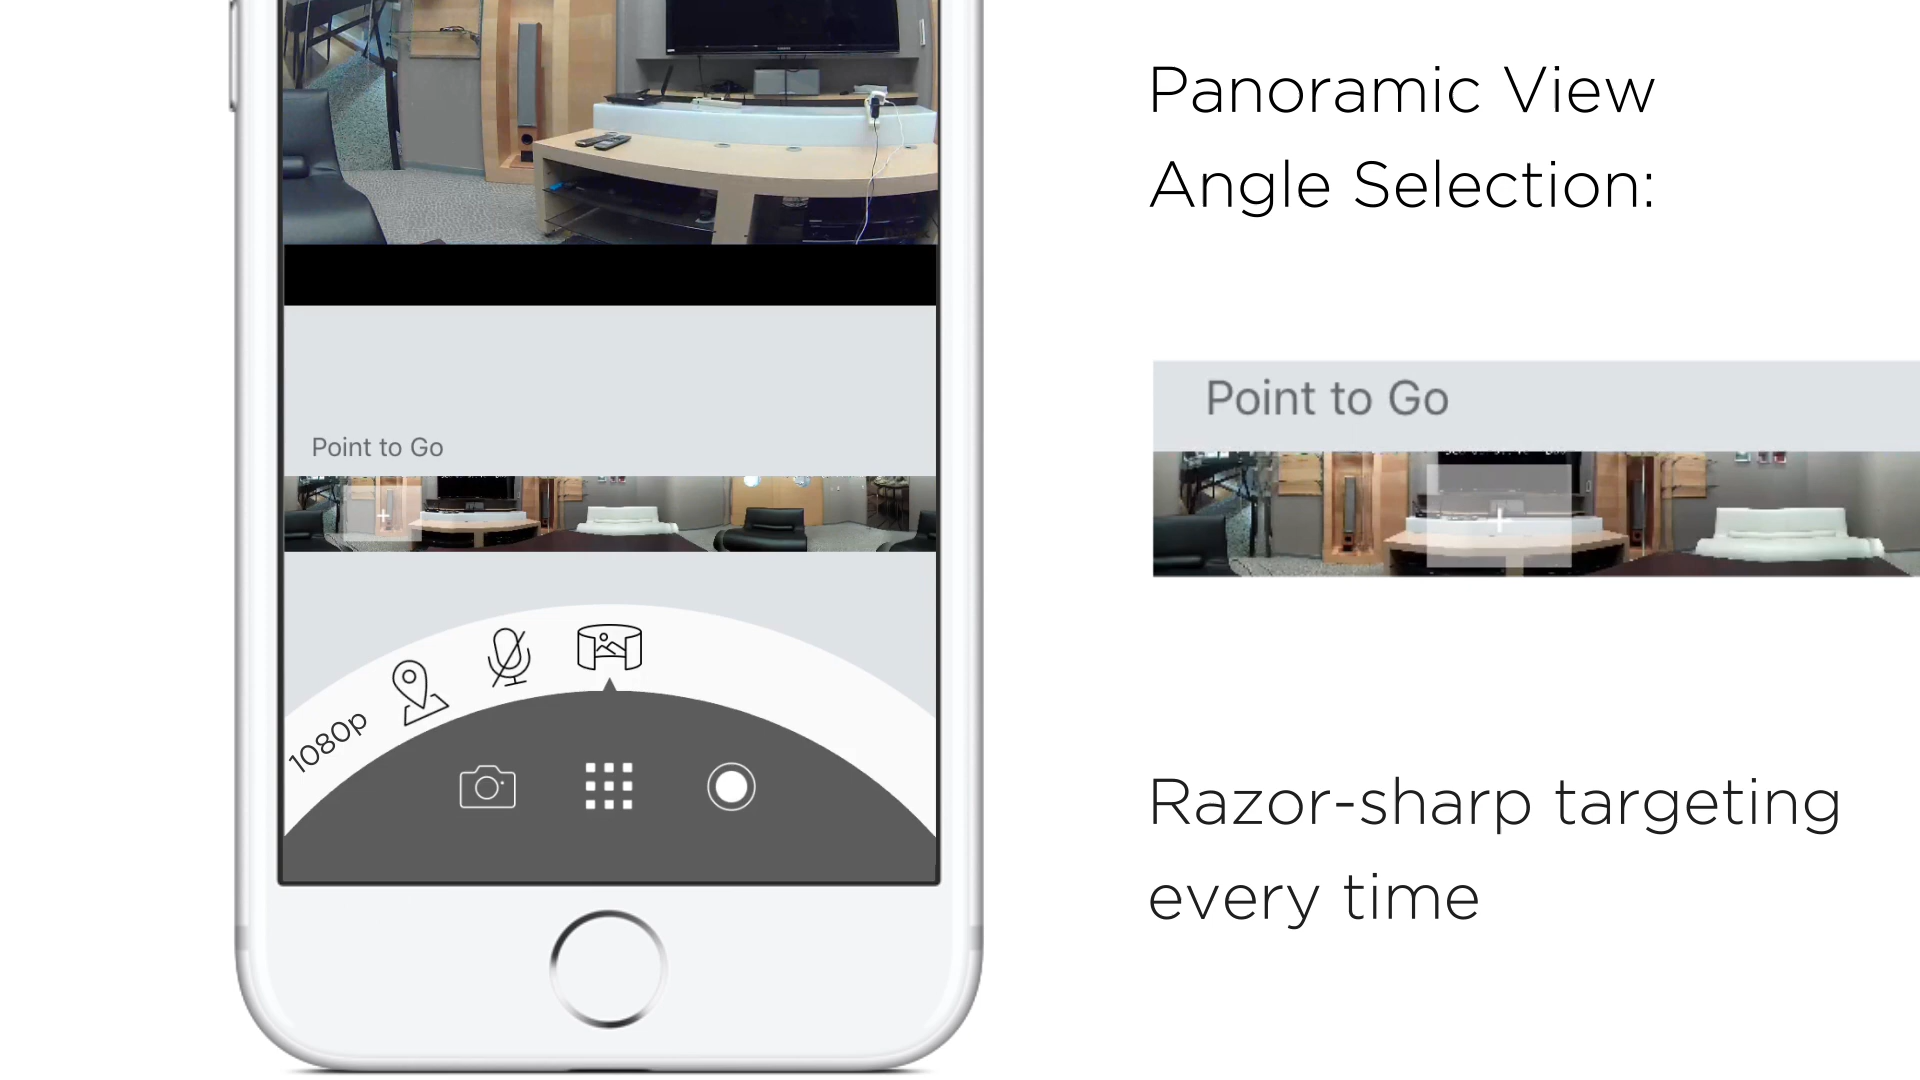 Panoramic View
Angle Selection:
Point to Go
Point to Go
1080p
Razor-sharp targeting
every time